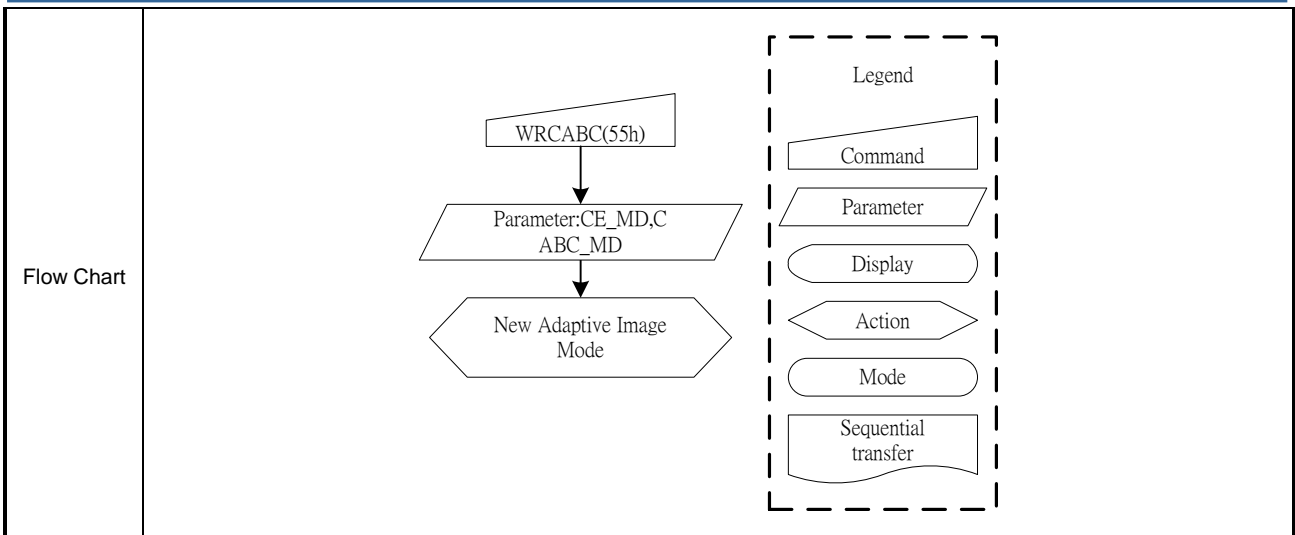 Flow Chart
WRCABC(55h)
Parameter:CE_MD,C
ABC_MD
New Adaptive Image
Mode
Legend
Command
Parameter
Display
Action
Mode
Sequential
transfer